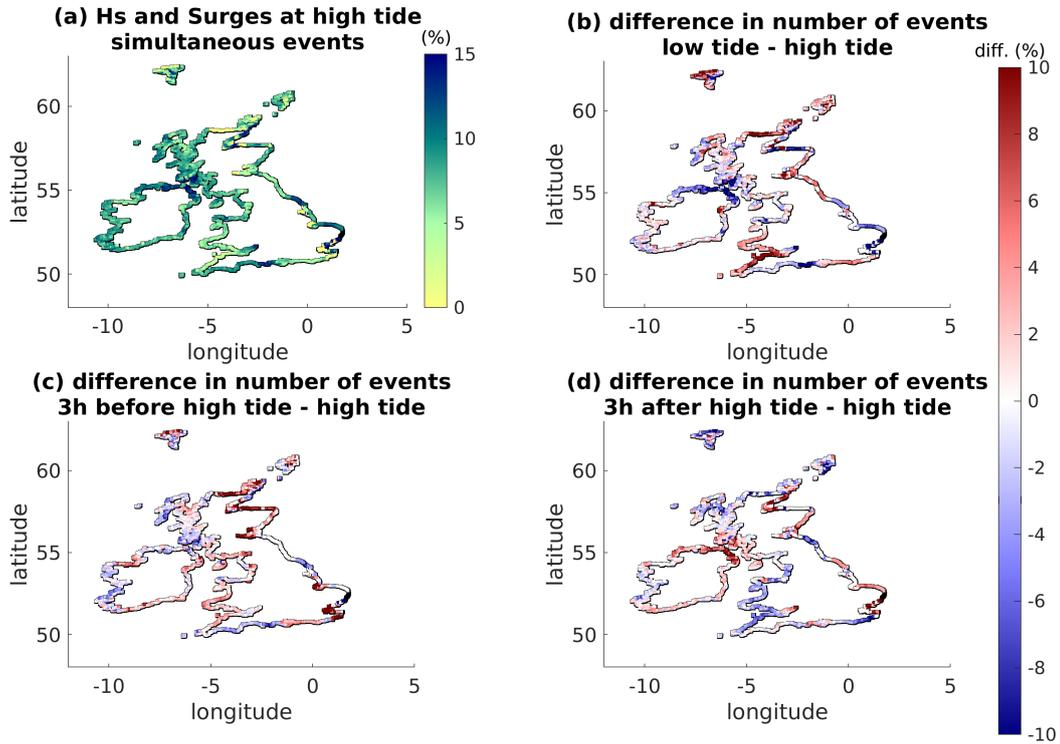 (a) Hs and Surges at high tide
simultaneous events
(%)
15
10
5
0
60
55
50
latitude
-10
-5
0
5
longitude
(b) difference in number of events
low tide - high tide
diff. (%)
10
8
6
4
2
0
-2
-4
-6
-8
-10
60
55
50
latitude
-10
-5
0
5
longitude
(c) difference in number of events
3h before high tide - high tide
60
55
50
latitude
-10
-5
0
5
longitude
(d) difference in number of events
3h after high tide - high tide
60
55
50
latitude
-10
-5
0
5
longitude